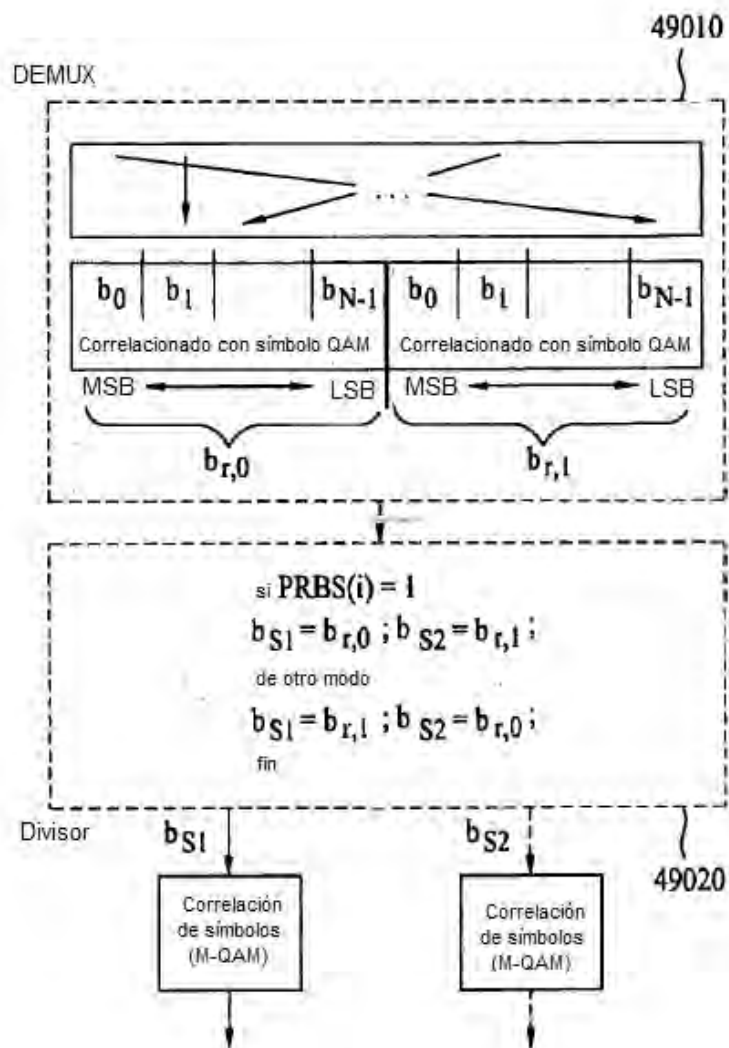 49010
DEMUX
...
b0 b1 bN-1 b0 b1 bN-1
Correlacionado con símbolo QAM Correlacionado con símbolo QAM
MSB LSB MSB LSB
br,0 br,1
si PRBS(i) = 1
bS1 = br,0 ; bS2 = br,1 ;
de otro modo
bS1 = br,1 ; bS2 = br,0 ;
fin
Divisor bS1 bS2
49020
Correlación Correlación
de símbolos de símbolos
(M-QAM) (M-QAM)